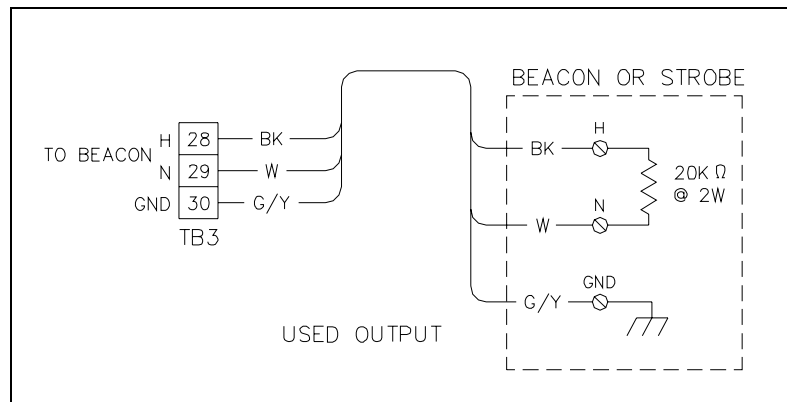 BEACON OR STROBE
TO BEACON
H 28 BK
N 29 W
GND 30 G/Y
TB3
BK H
20K Ω
@ 2W
W N
G/Y GND
USED OUTPUT